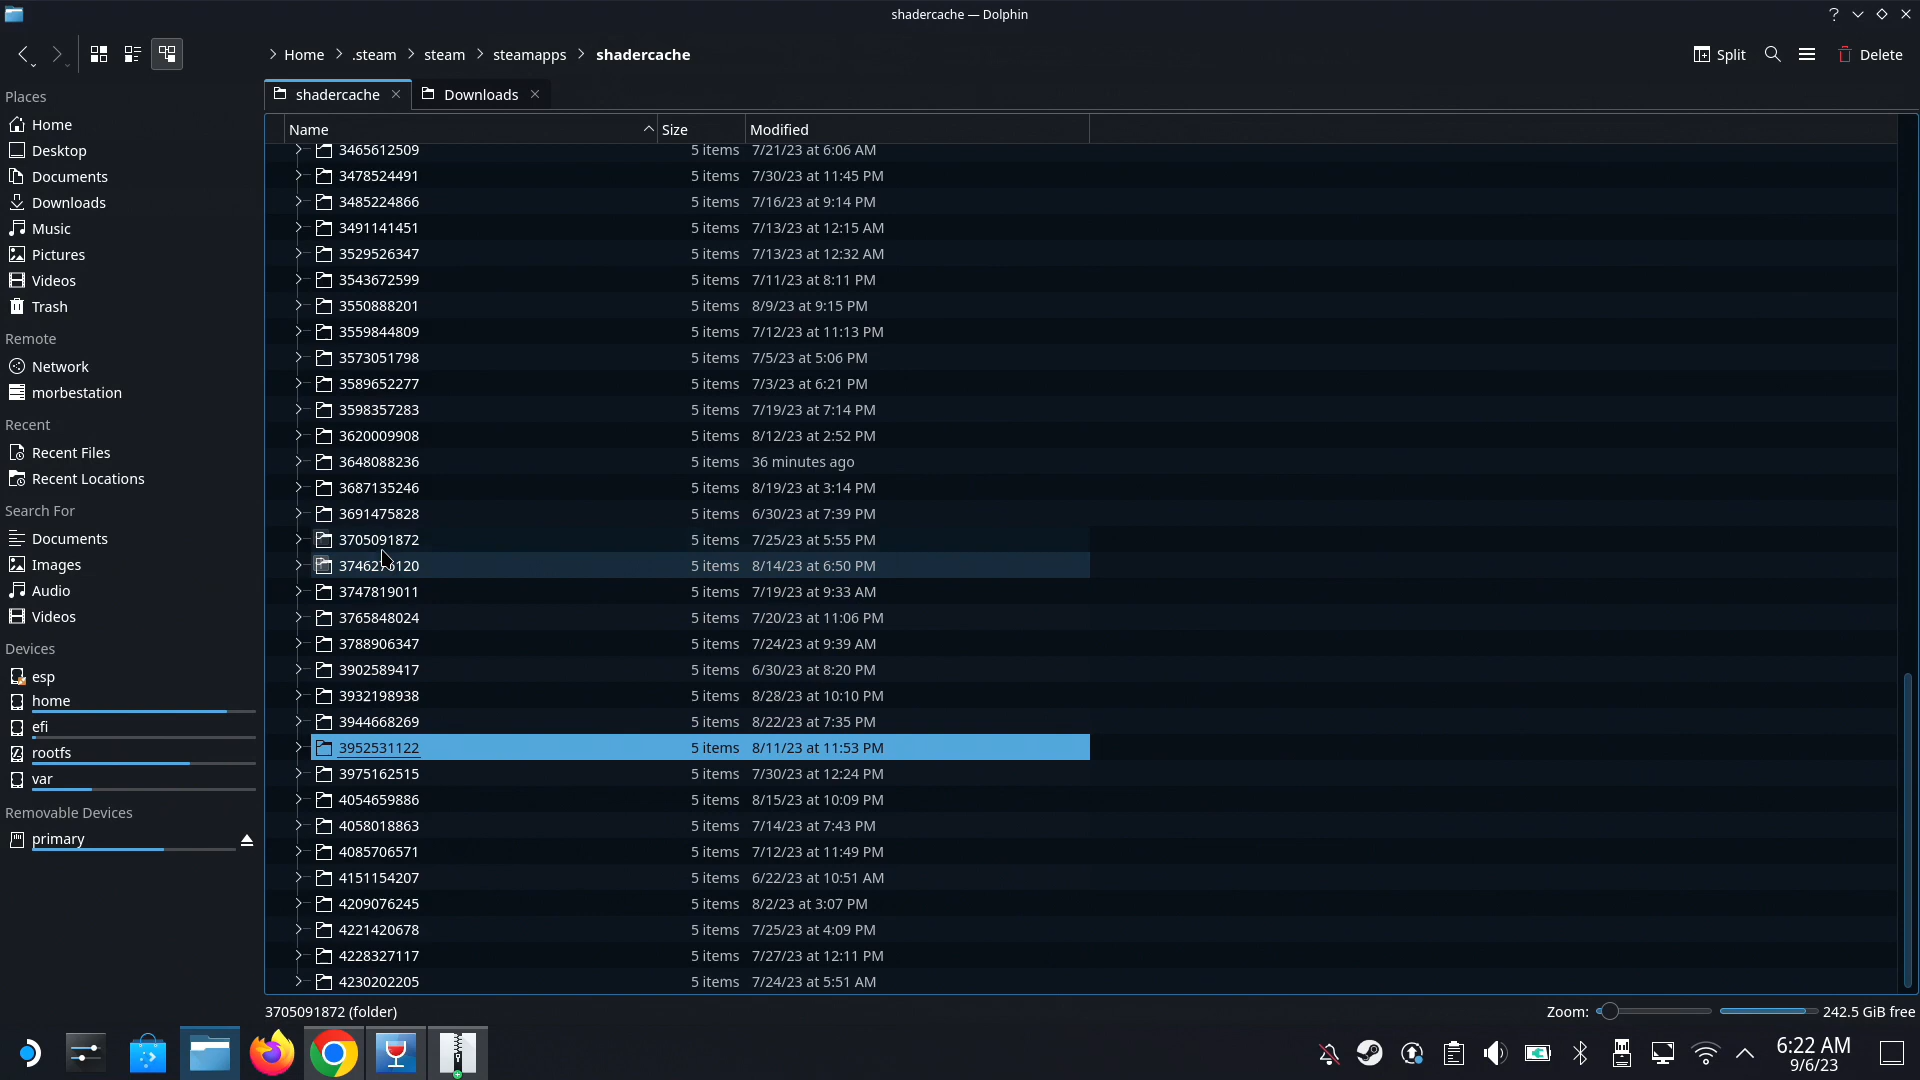 shadercache — Dolphin
Home .steam steam steamapps shadercache
Split Delete
Places
Home
Desktop
Documents
Downloads
Music
Pictures
Videos
Trash
Remote
Network
morbestation
Recent
Recent Files
Recent Locations
Search For
Documents
Images
Audio
Videos
Devices
esp
home
efi
rootfs
var
Removable Devices
primary
shadercache Downloads
Name Size Modified
3465612509 5 items 7/21/23 at 6:06 AM
3478524491 5 items 7/30/23 at 11:45 PM
3485224866 5 items 7/16/23 at 9:14 PM
3491141451 5 items 7/13/23 at 12:15 AM
3529526347 5 items 7/13/23 at 12:32 AM
3543672599 5 items 7/11/23 at 8:11 PM
3550888201 5 items 8/9/23 at 9:15 PM
3559844809 5 items 7/12/23 at 11:13 PM
3573051798 5 items 7/5/23 at 5:06 PM
3589652277 5 items 7/3/23 at 6:21 PM
3598357283 5 items 7/19/23 at 7:14 PM
3620009908 5 items 8/12/23 at 2:52 PM
3648088236 5 items 36 minutes ago
3687135246 5 items 8/19/23 at 3:14 PM
3691475828 5 items 6/30/23 at 7:39 PM
3705091872 5 items 7/25/23 at 5:55 PM
5 items 8/14/23 at 6:50 PM
3747819011 5 items 7/19/23 at 9:33 AM
3765848024 5 items 7/20/23 at 11:06 PM
3788906347 5 items 7/24/23 at 9:39 AM
3902589417 5 items 6/30/23 at 8:20 PM
3932198938 5 items 8/28/23 at 10:10 PM
3944668269 5 items 8/22/23 at 7:35 PM
3952531122 5 items 8/11/23 at 11:53 PM
3975162515 5 items 7/30/23 at 12:24 PM
4054659886 5 items 8/15/23 at 10:09 PM
4058018863 5 items 7/14/23 at 7:43 PM
4085706571 5 items 7/12/23 at 11:49 PM
4151154207 5 items 6/22/23 at 10:51 AM
4209076245 5 items 8/2/23 at 3:07 PM
4221420678 5 items 7/25/23 at 4:09 PM
4228327117 5 items 7/27/23 at 12:11 PM
4230202205 5 items 7/24/23 at 5:51 AM
3705091872 (folder) Zoom: 242.5 GiB free
6:22 AM
9/6/23